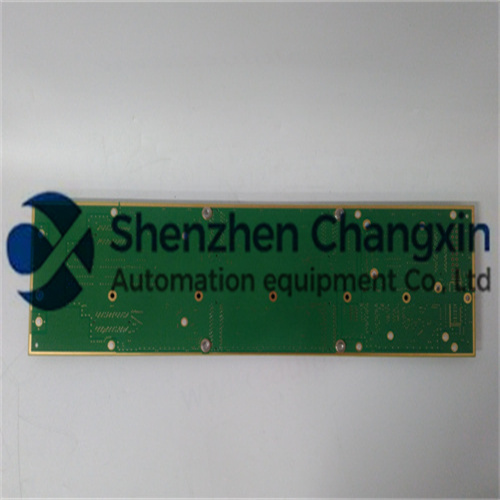 Shenzhen Changxin
Automation equipment Co., Ltd